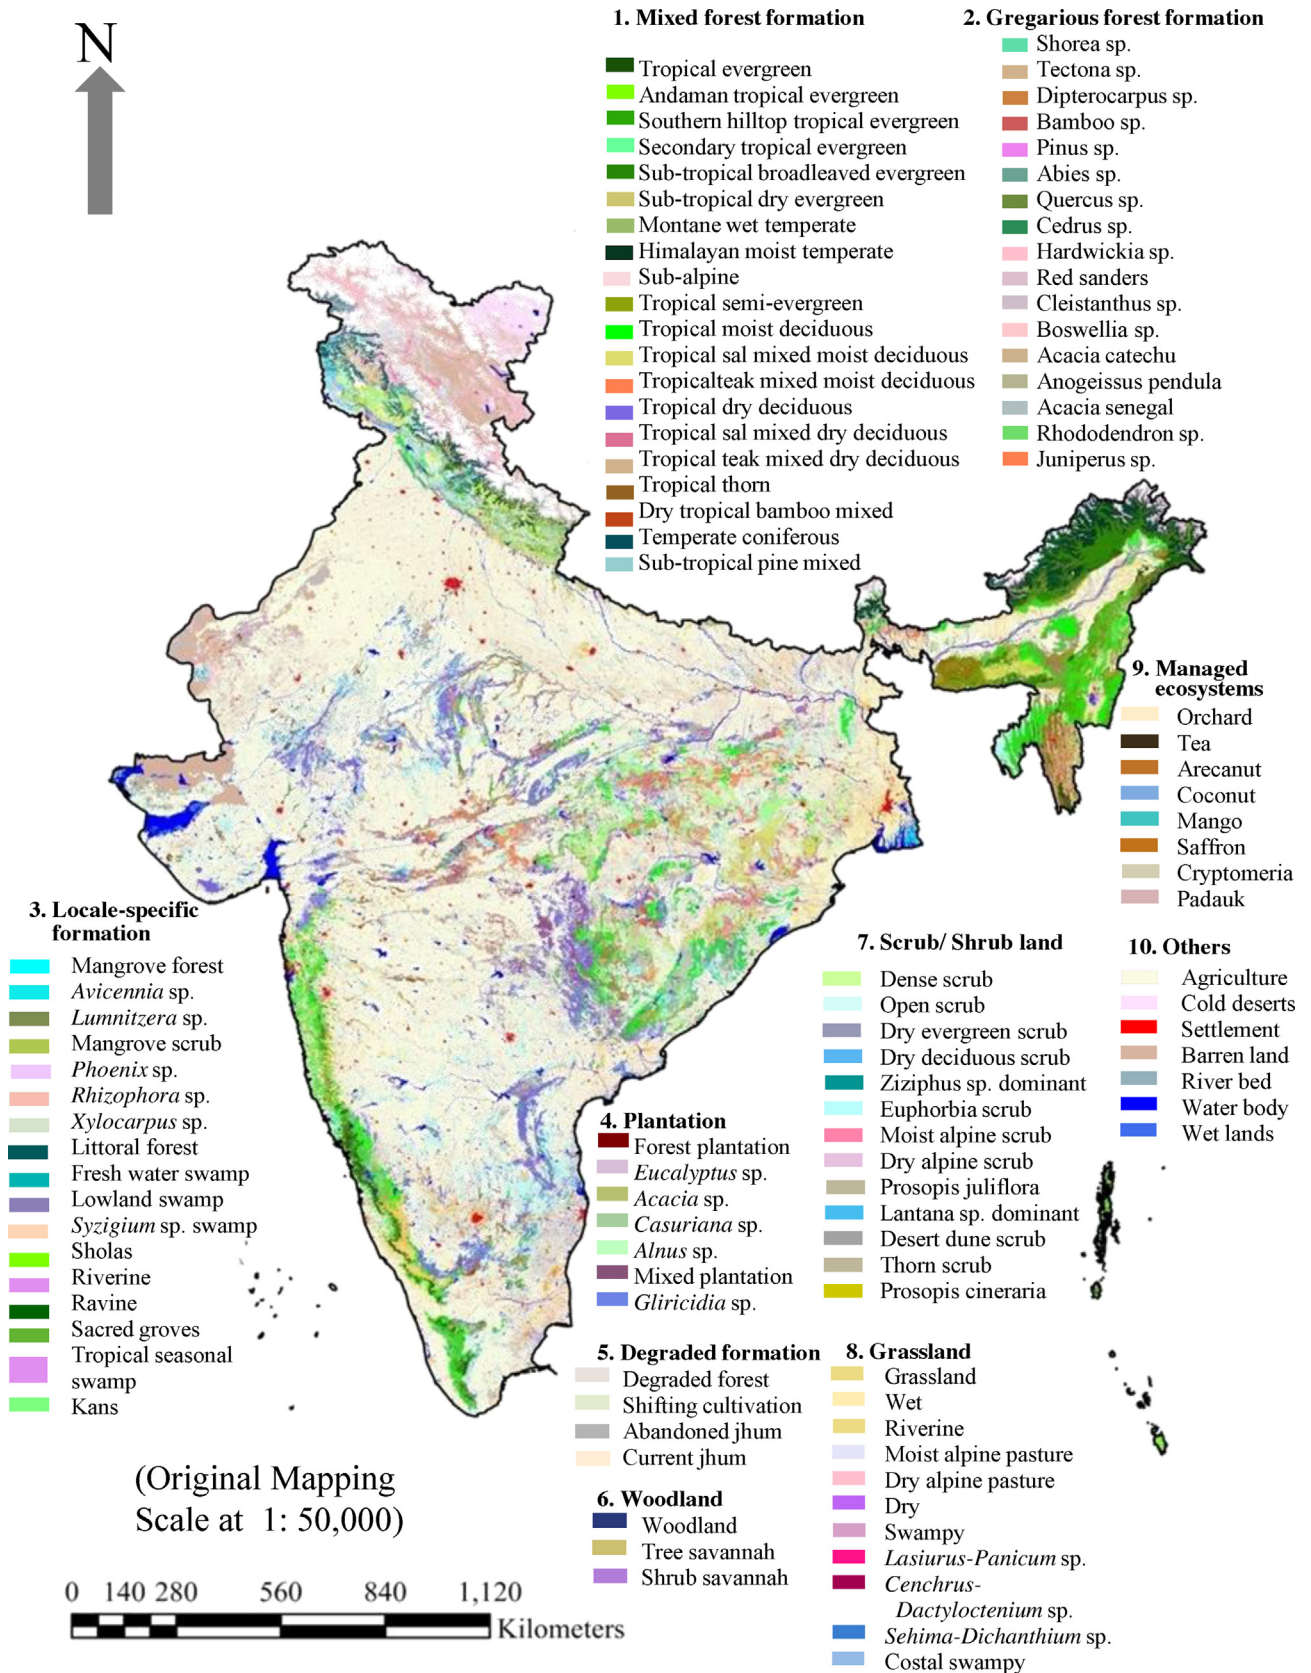 N
1. Mixed forest formation
Tropical evergreen
Andaman tropical evergreen
Southern hilltop tropical evergreen
Secondary tropical evergreen
Sub-tropical broadleaved evergreen
Sub-tropical dry evergreen
Montane wet temperate
Himalayan moist temperate
Sub-alpine
Tropical semi-evergreen
Tropical moist deciduous
Tropical sal mixed moist deciduous
Tropicalteak mixed moist deciduous
Tropical dry deciduous
Tropical sal mixed dry deciduous
Tropical teak mixed dry deciduous
Tropical thorn
Dry tropical bamboo mixed
Temperate coniferous
Sub-tropical pine mixed
2. Gregarious forest formation
Shorea sp.
Tectona sp.
Dipterocarpus sp.
Bamboo sp.
Pinus sp.
Abies sp.
Quercus sp.
Cedrus sp.
Hardwickia sp.
Red sanders
Cleistanthus sp.
Boswellia sp.
Acacia catechu
Anogeissus pendula
Acacia senegal
Rhododendron sp.
Juniperus sp.
3. Locale-specific
formation
Mangrove forest
Avicennia sp.
Lumnitzera sp.
Mangrove scrub
Phoenix sp.
Rhizophora sp.
Xylocarpus sp.
Littoral forest
Fresh water swamp
Lowland swamp
Syzigium sp. swamp
Sholas
Riverine
Ravine
Sacred groves
Tropical seasonal
swamp
Kans
4. Plantation
Forest plantation
Eucalyptus sp.
Acacia sp.
Casuriana sp.
Alnus sp.
Mixed plantation
Gliricidia sp.
5. Degraded formation
Degraded forest
Shifting cultivation
Abandoned jhum
Current jhum
6. Woodland
Woodland
Tree savannah
Shrub savannah
7. Scrub/ Shrub land
Dense scrub
Open scrub
Dry evergreen scrub
Dry deciduous scrub
Ziziphus sp. dominant
Euphorbia scrub
Moist alpine scrub
Dry alpine scrub
Prosopis juliflora
Lantana sp. dominant
Desert dune scrub
Thorn scrub
Prosopis cineraria
8. Grassland
Grassland
Wet
Riverine
Moist alpine pasture
Dry alpine pasture
Dry
Swampy
Lasiurus-Panicum sp.
Cenchrus-
Dactyloctenium sp.
Sehima-Dichanthium sp.
Costal swampy
9. Managed
ecosystems
Orchard
Tea
Arecanut
Coconut
Mango
Saffron
Cryptomeria
Padauk
10. Others
Agriculture
Cold deserts
Settlement
Barren land
River bed
Water body
Wet lands
(Original Mapping
Scale at 1: 50,000)
0 140 280 560 840 1,120
Kilometers